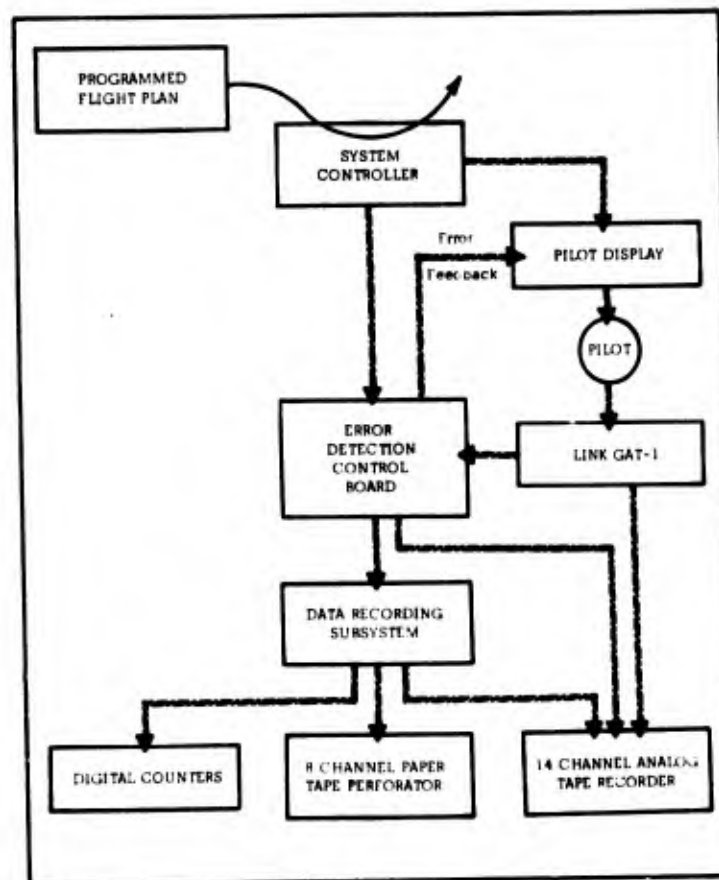 PROGRAMMED
FLIGHT PLAN
SYSTEM
CONTROLLER
Error
Feedback
PILOT DISPLAY
PILOT
ERROR
DETECTION
CONTROL
BOARD
LINK GAT-1
DATA RECORDING
SUBSYSTEM
DIGITAL COUNTERS
8 CHANNEL PAPER
TAPE PERFORATOR
14 CHANNEL ANALOG
TAPE RECORDER